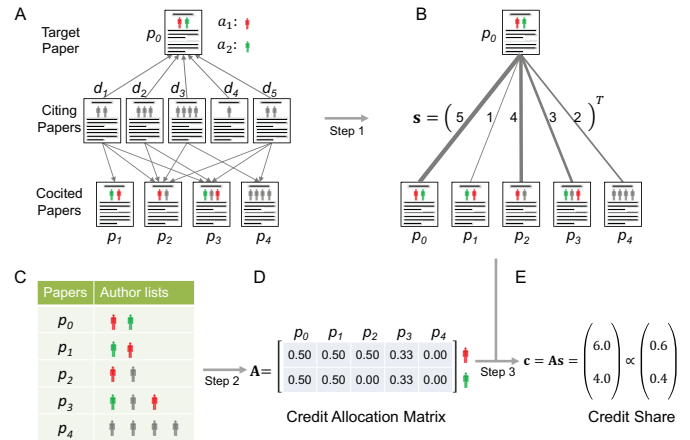 A
Target
Paper
p0
a1:
a2:
d1 d2 d3 d4 d5
Citing
Papers
Cocited
Papers
p1 p2 p3 p4
Step 1
B
p0
s = ( 5 1 4 3 2 )T
p0 p1 p2 p3 p4
C
Papers Author lists
p0
p1
p2
p3
p4
Step 2
D
p0 p1 p2 p3 p4
A=
0.50 0.50 0.50 0.33 0.00
0.50 0.50 0.00 0.33 0.00
Credit Allocation Matrix
Step 3
E
c = As = ( 6.0 4.0 ) ∝ ( 0.6 0.4 )
Credit Share